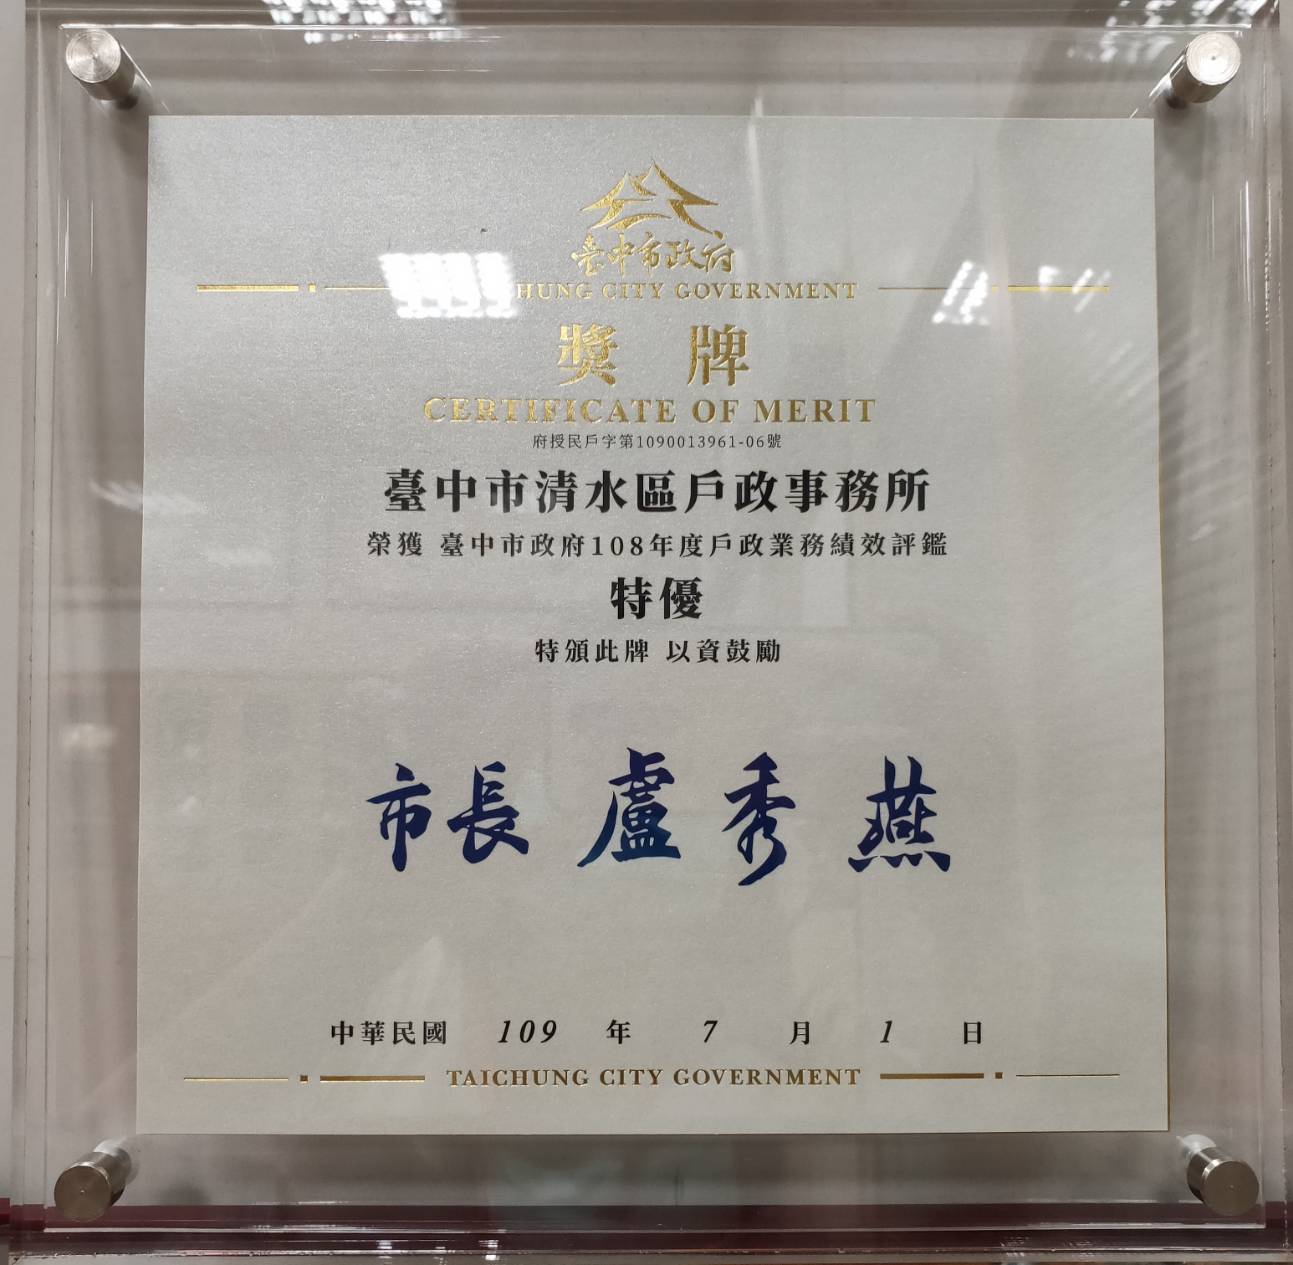 臺中市政府
HUNG CITY GOVERNMENT
獎牌
CERTIFICATE OF MERIT
府授民戶字第1090013961-06號
臺中市清水區戶政事務所
榮獲 臺中市政府108年度戶政業務績效評鑑
特優
特頒此牌 以資鼓勵
市長 盧秀燕
中華民國 109 年 7 月 1 日
TAICHUNG CITY GOVERNMENT